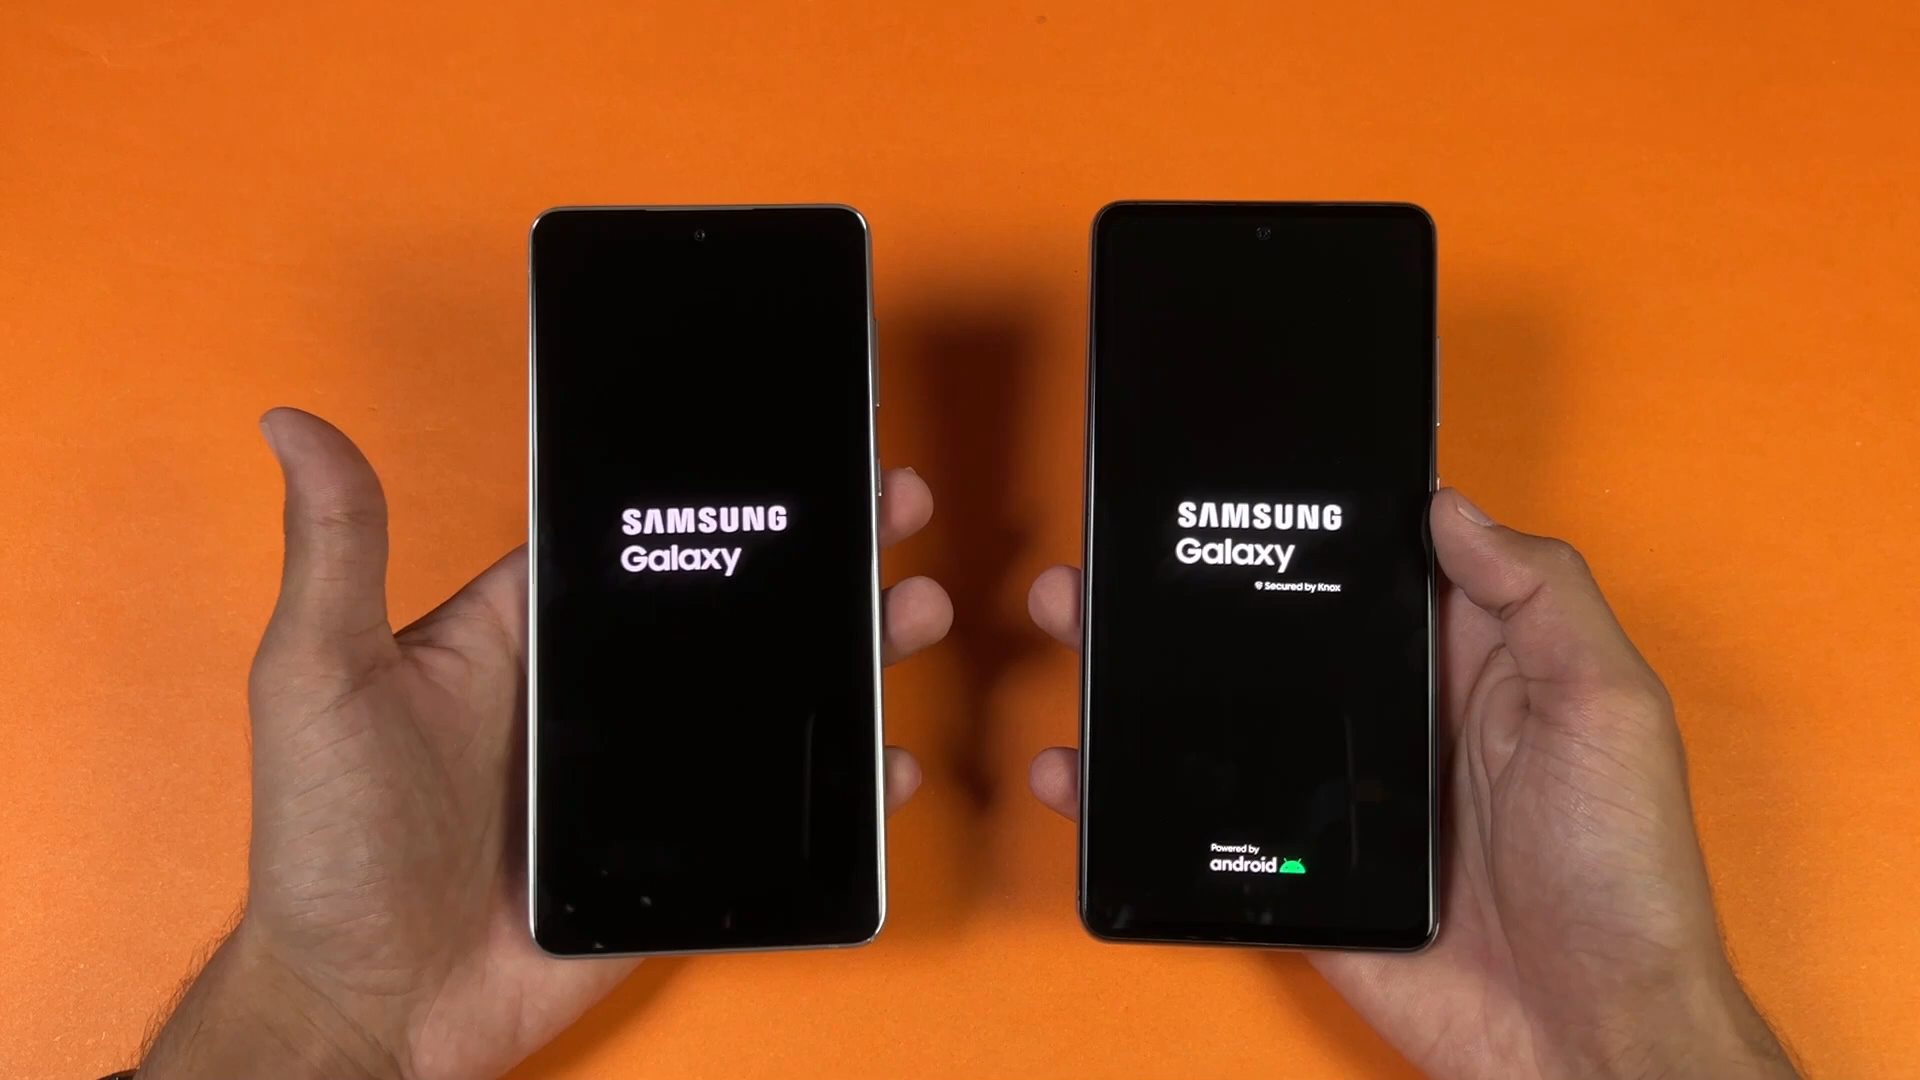 SAMSUNG
Galaxy
SAMSUNG
Galaxy
Secured by Knox
Powered by
android